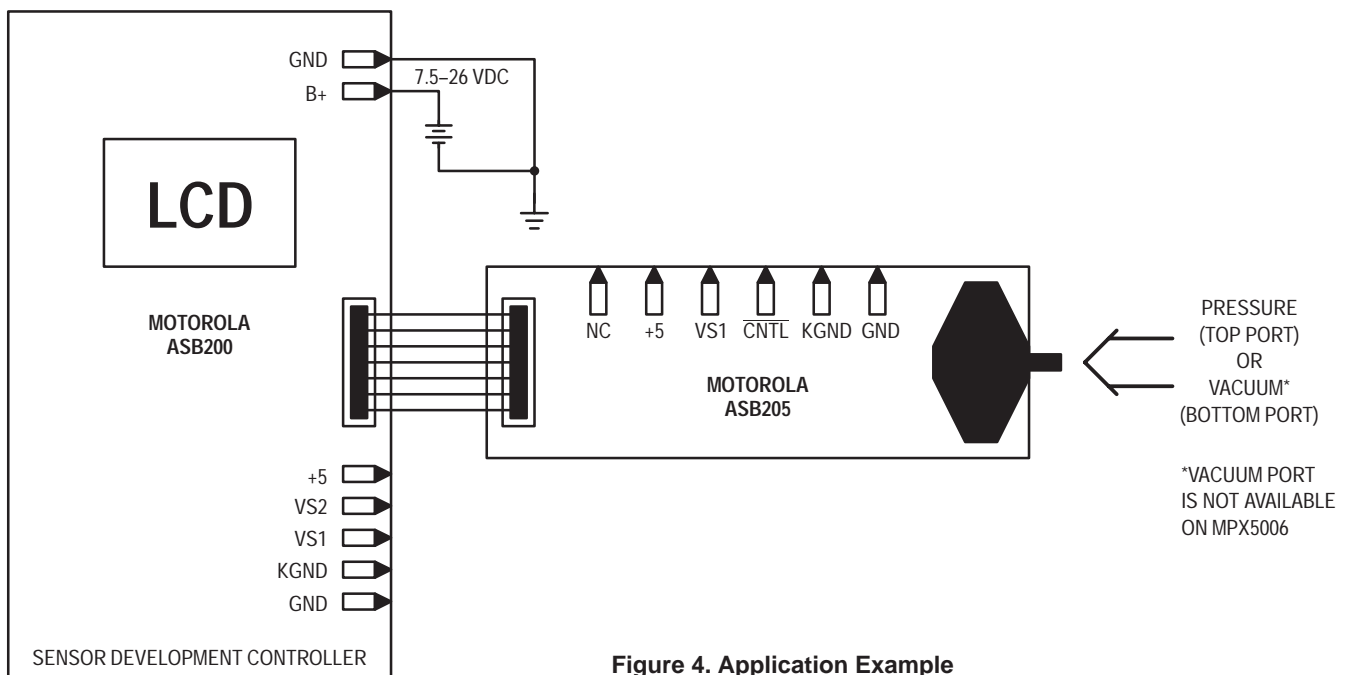 GND
7.5–26 VDC
B+
LCD
MOTOROLA
ASB200
NC +5 VS1 CNTL KGND GND
MOTOROLA
ASB205
PRESSURE
(TOP PORT)
OR
VACUUM*
(BOTTOM PORT)
*VACUUM PORT
IS NOT AVAILABLE
ON MPX5006
+5
VS2
VS1
KGND
GND
SENSOR DEVELOPMENT CONTROLLER
Figure 4. Application Example